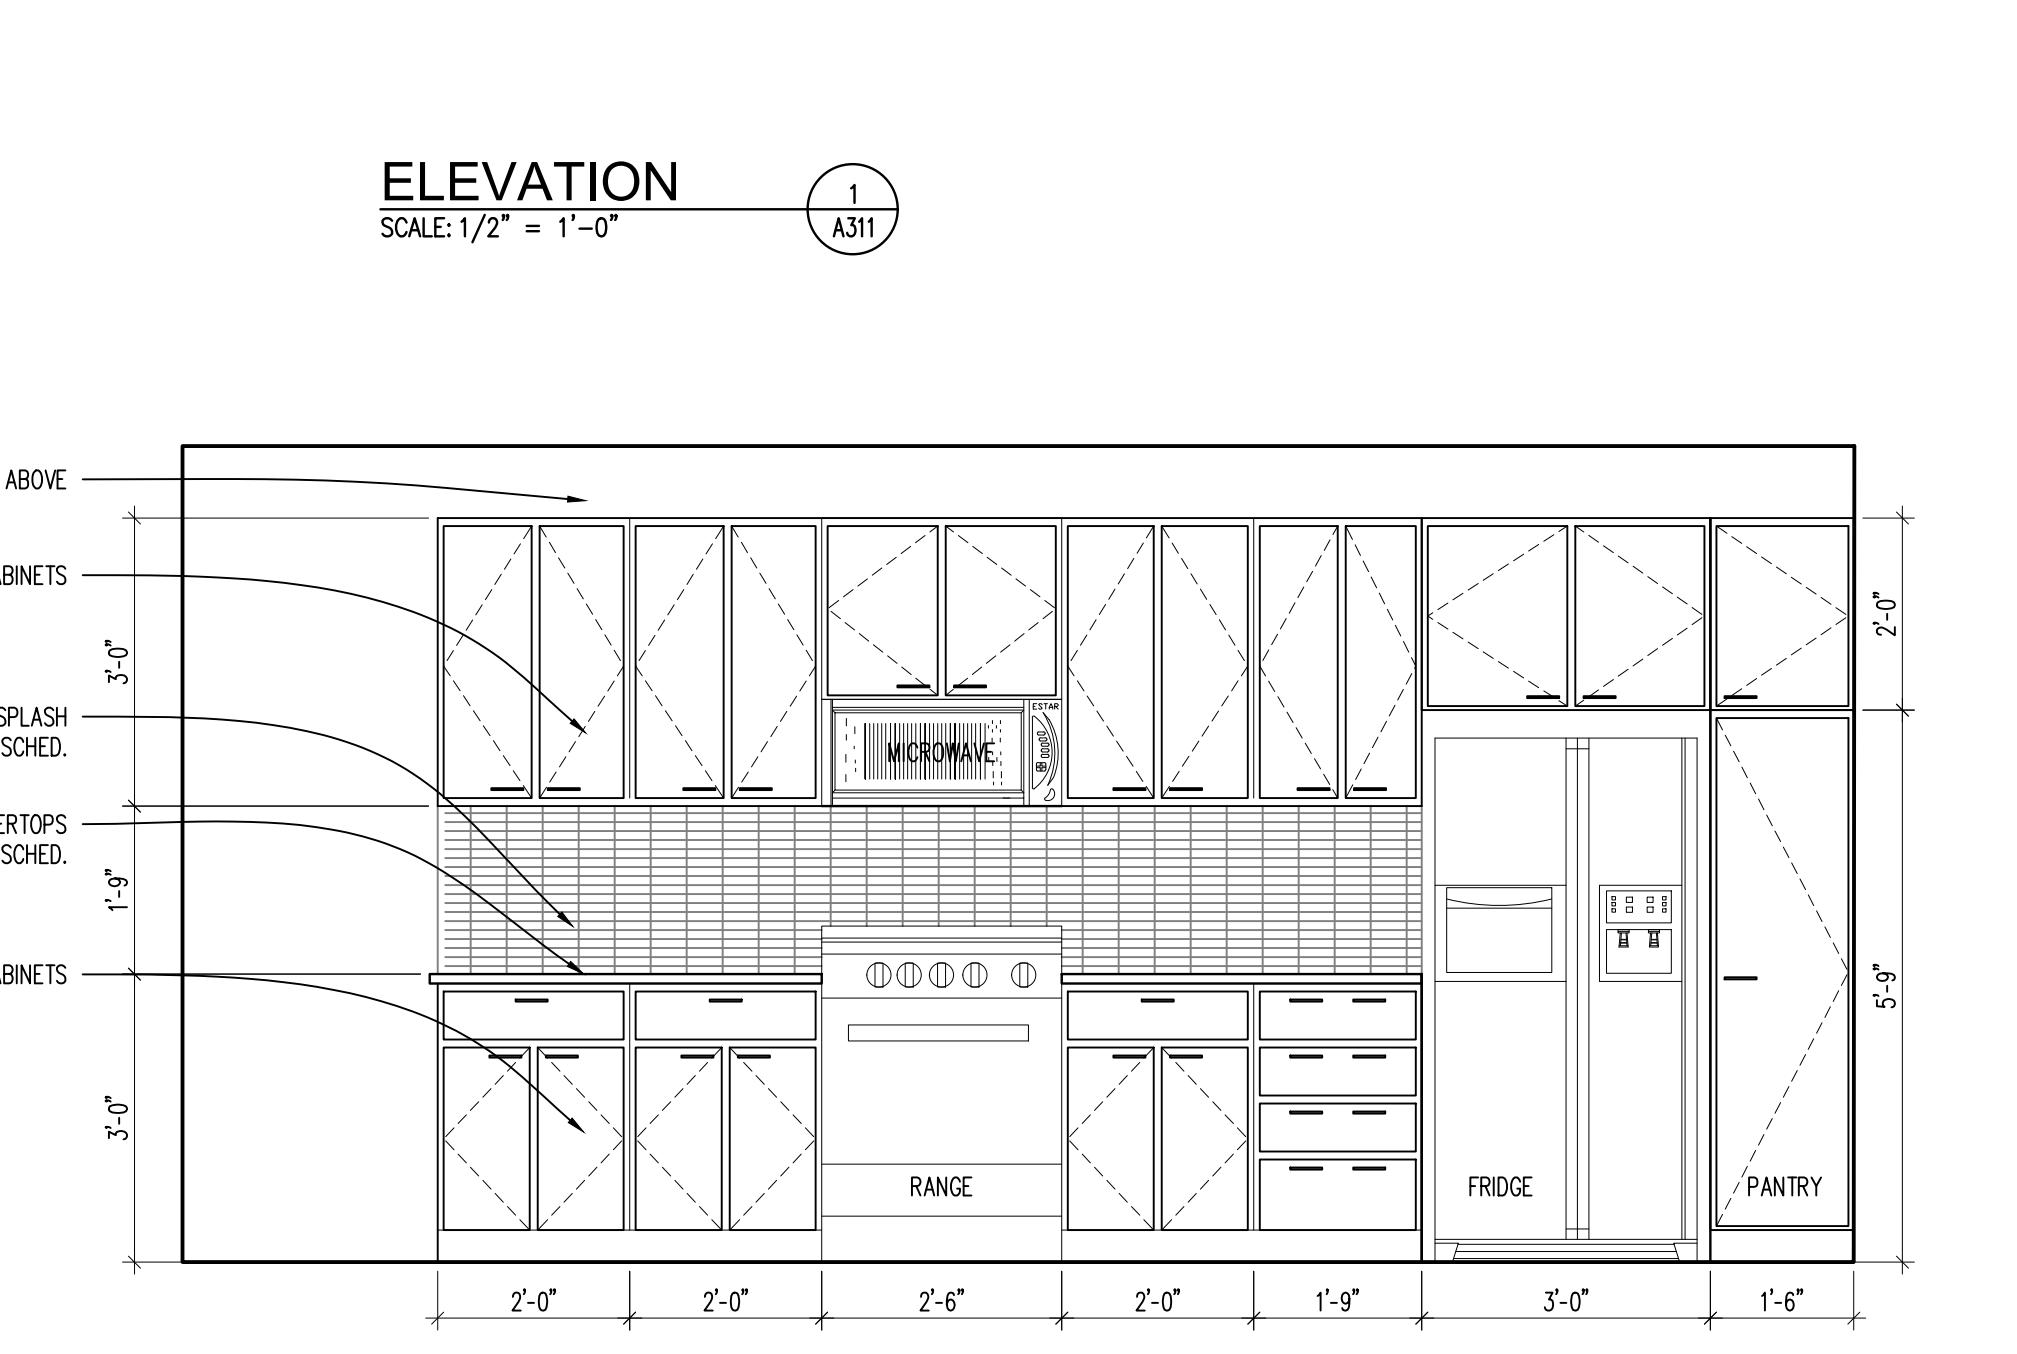 ELEVATION
SCALE: 1/2" = 1'-0"
1
A311
ABOVE
ABINETS
SPLASH
SCHED.
ERTOPS
SCHED.
ABINETS
3'-0"
1'-9"
3'-0"
ESTAR
MICROWAVE
RANGE
FRIDGE
PANTRY
2'-0"
5'-9"
2'-0"
2'-0"
2'-6"
2'-0"
1'-9"
3'-0"
1'-6"